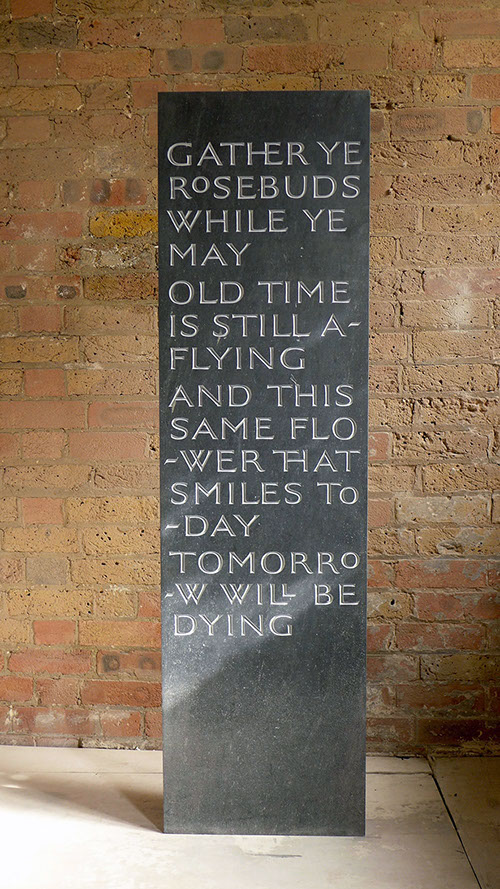 GATHER YE
ROSEBUDS
WHILE YE
MAY
OLD TIME
IS STILL A-
FLYING
AND THIS
SAME FLO
-WER THAT
SMILES TO
-DAY
TOMORRO
-W WILL BE
DYING